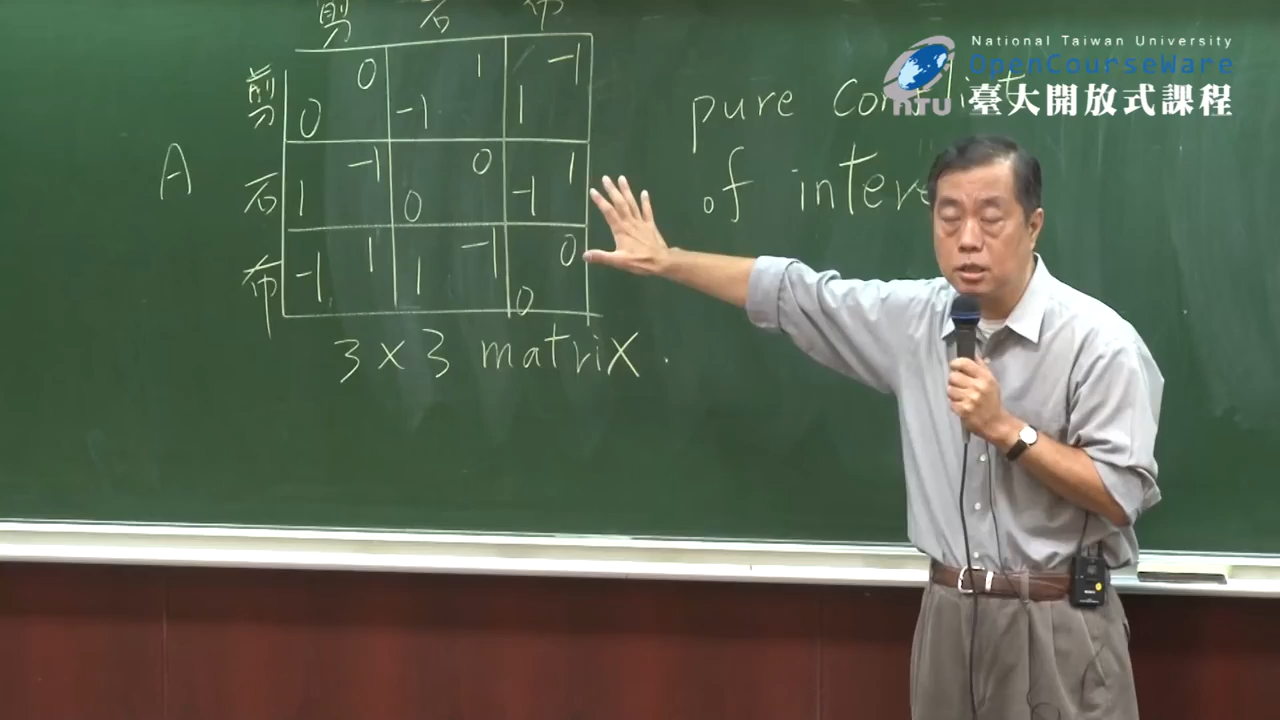 National Taiwan University
OpenCourseWare
NTU 臺大開放式課程
剪 石 布
剪 0 0 -1 1 1 -1
A 石 1 -1 0 0 -1 1
布 -1 1 1 -1 0 0
3 x 3 matrix.
pure conflict
of inter